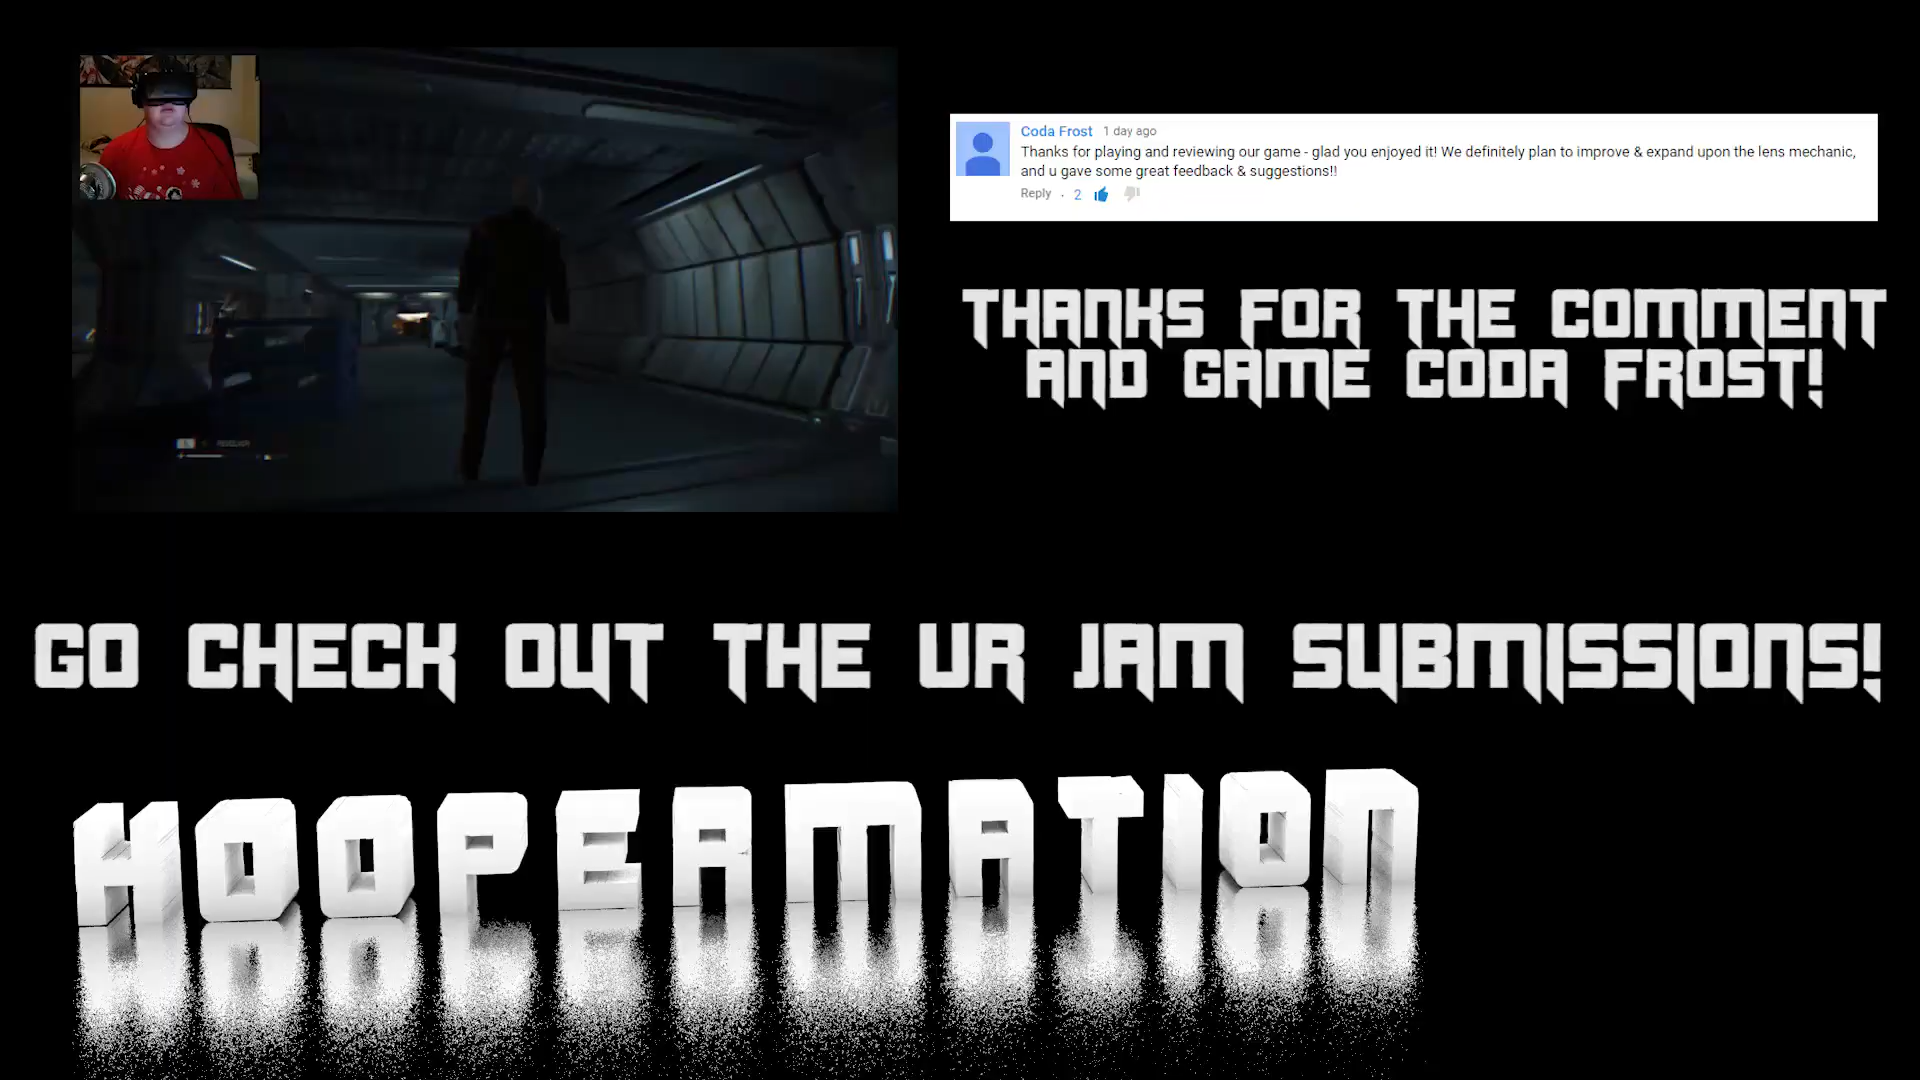 Coda Frost 1 day ago
Thanks for playing and reviewing our game - glad you enjoyed it! We definitely plan to improve & expand upon the lens mechanic,
and u gave some great feedback & suggestions!!
Reply · 2
THANKS FOR THE COMMENT
AND GAME CODA FROST!
REVOLVER
GO CHECK OUT THE VR JAM SUBMISSIONS!
HOOPERMATION